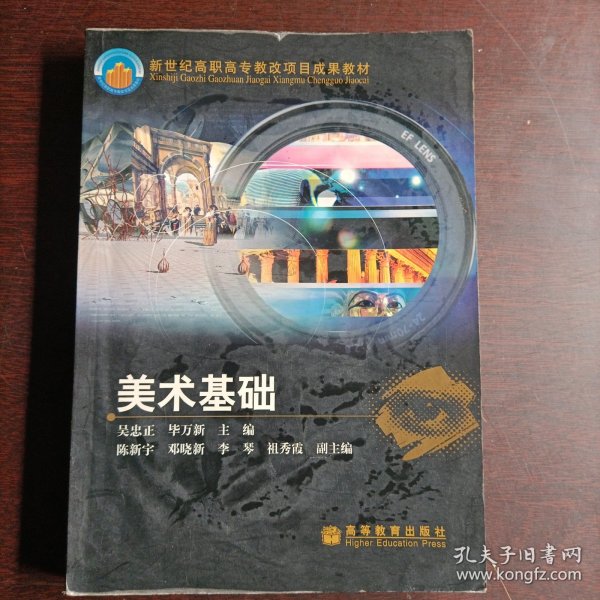 新世纪高职高专教改项目成果教材
Xinshiji Gaozhi Gaozhuan Jiaogai Xiangmu Chengguo Jiaocai
EF LENS
美术基础
吴忠正 毕万新 主编
陈新宇 邓晓新 李琴 祖秀霞 副主编
高等教育出版社
Higher Education Press
孔夫子旧书网
www.kongfz.com